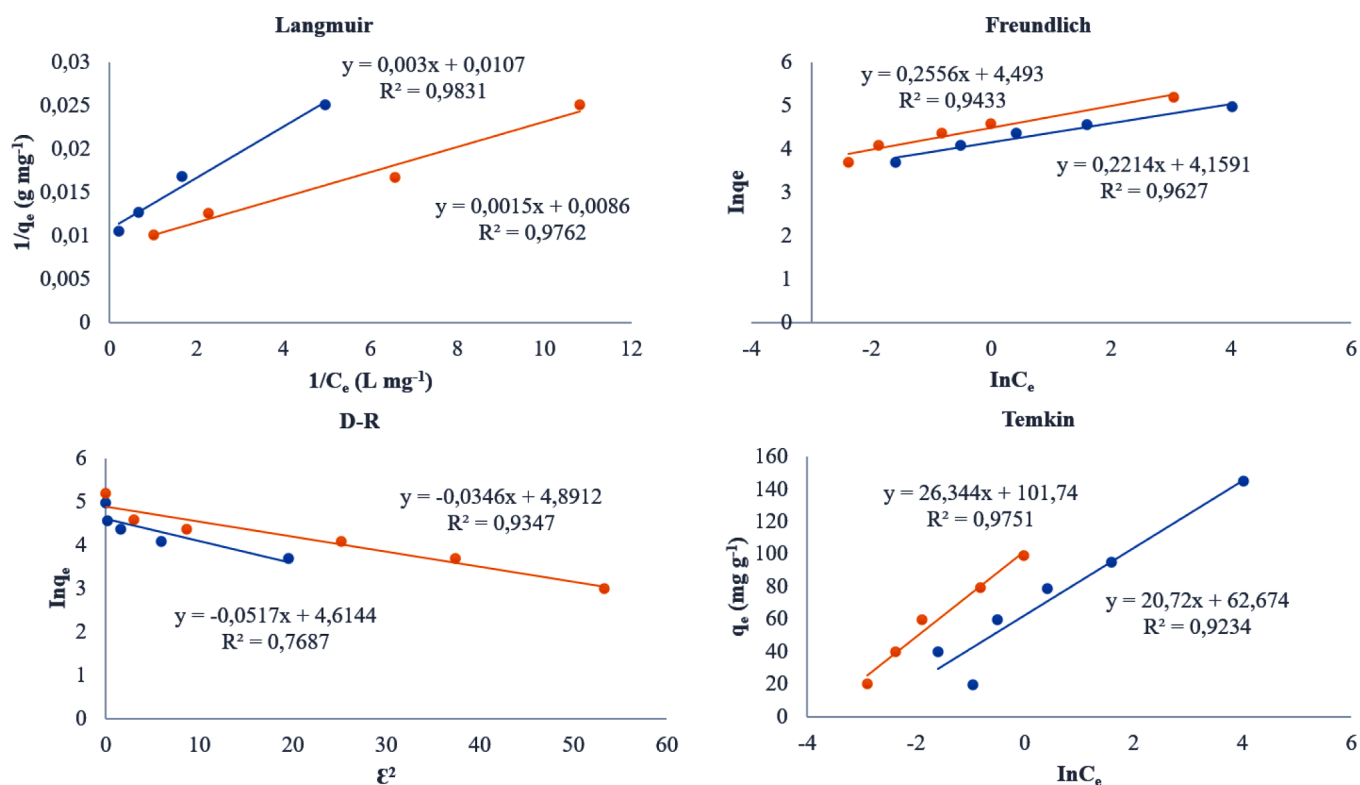 Langmuir
0,03
0,025
0,02
0,015
0,01
0,005
0
1/qₑ (g mg⁻¹)
y = 0,003x + 0,0107
R² = 0,9831
y = 0,0015x + 0,0086
R² = 0,9762
0 2 4 6 8 10 12
1/Cₑ (L mg⁻¹)
Freundlich
6
5
4
3
2
1
0
Inqe
y = 0,2556x + 4,493
R² = 0,9433
y = 0,2214x + 4,1591
R² = 0,9627
-4 -2 0 2 4 6
InCₑ
D-R
6
5
4
3
2
1
0
Inqₑ
y = -0,0346x + 4,8912
R² = 0,9347
y = -0,0517x + 4,6144
R² = 0,7687
0 10 20 30 40 50 60
Ɛ²
Temkin
160
140
120
100
80
60
40
20
0
qₑ (mg g⁻¹)
y = 26,344x + 101,74
R² = 0,9751
y = 20,72x + 62,674
R² = 0,9234
-4 -2 0 2 4 6
InCₑ